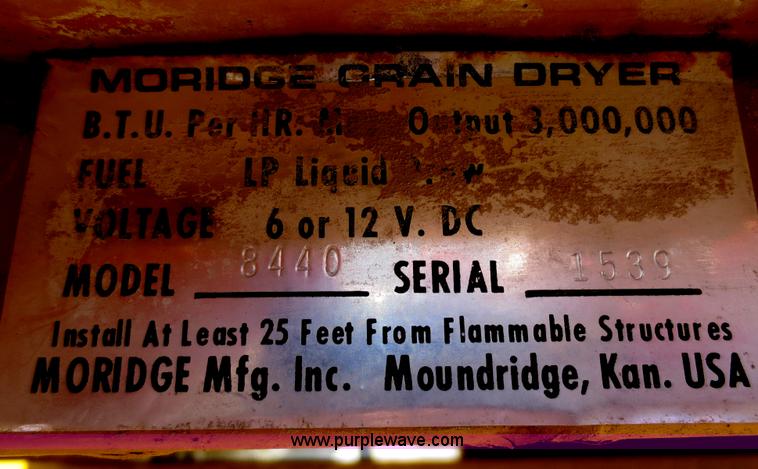 MORIDGE GRAIN DRYER
B.T.U. Per HR: Output 3,000,000
FUEL LP Liquid
VOLTAGE 6 or 12 V. DC
MODEL 8440 SERIAL 1539
Install At Least 25 Feet From Flammable Structures
MORIDGE Mfg. Inc. Moundridge, Kan. USA
www.purplewave.com